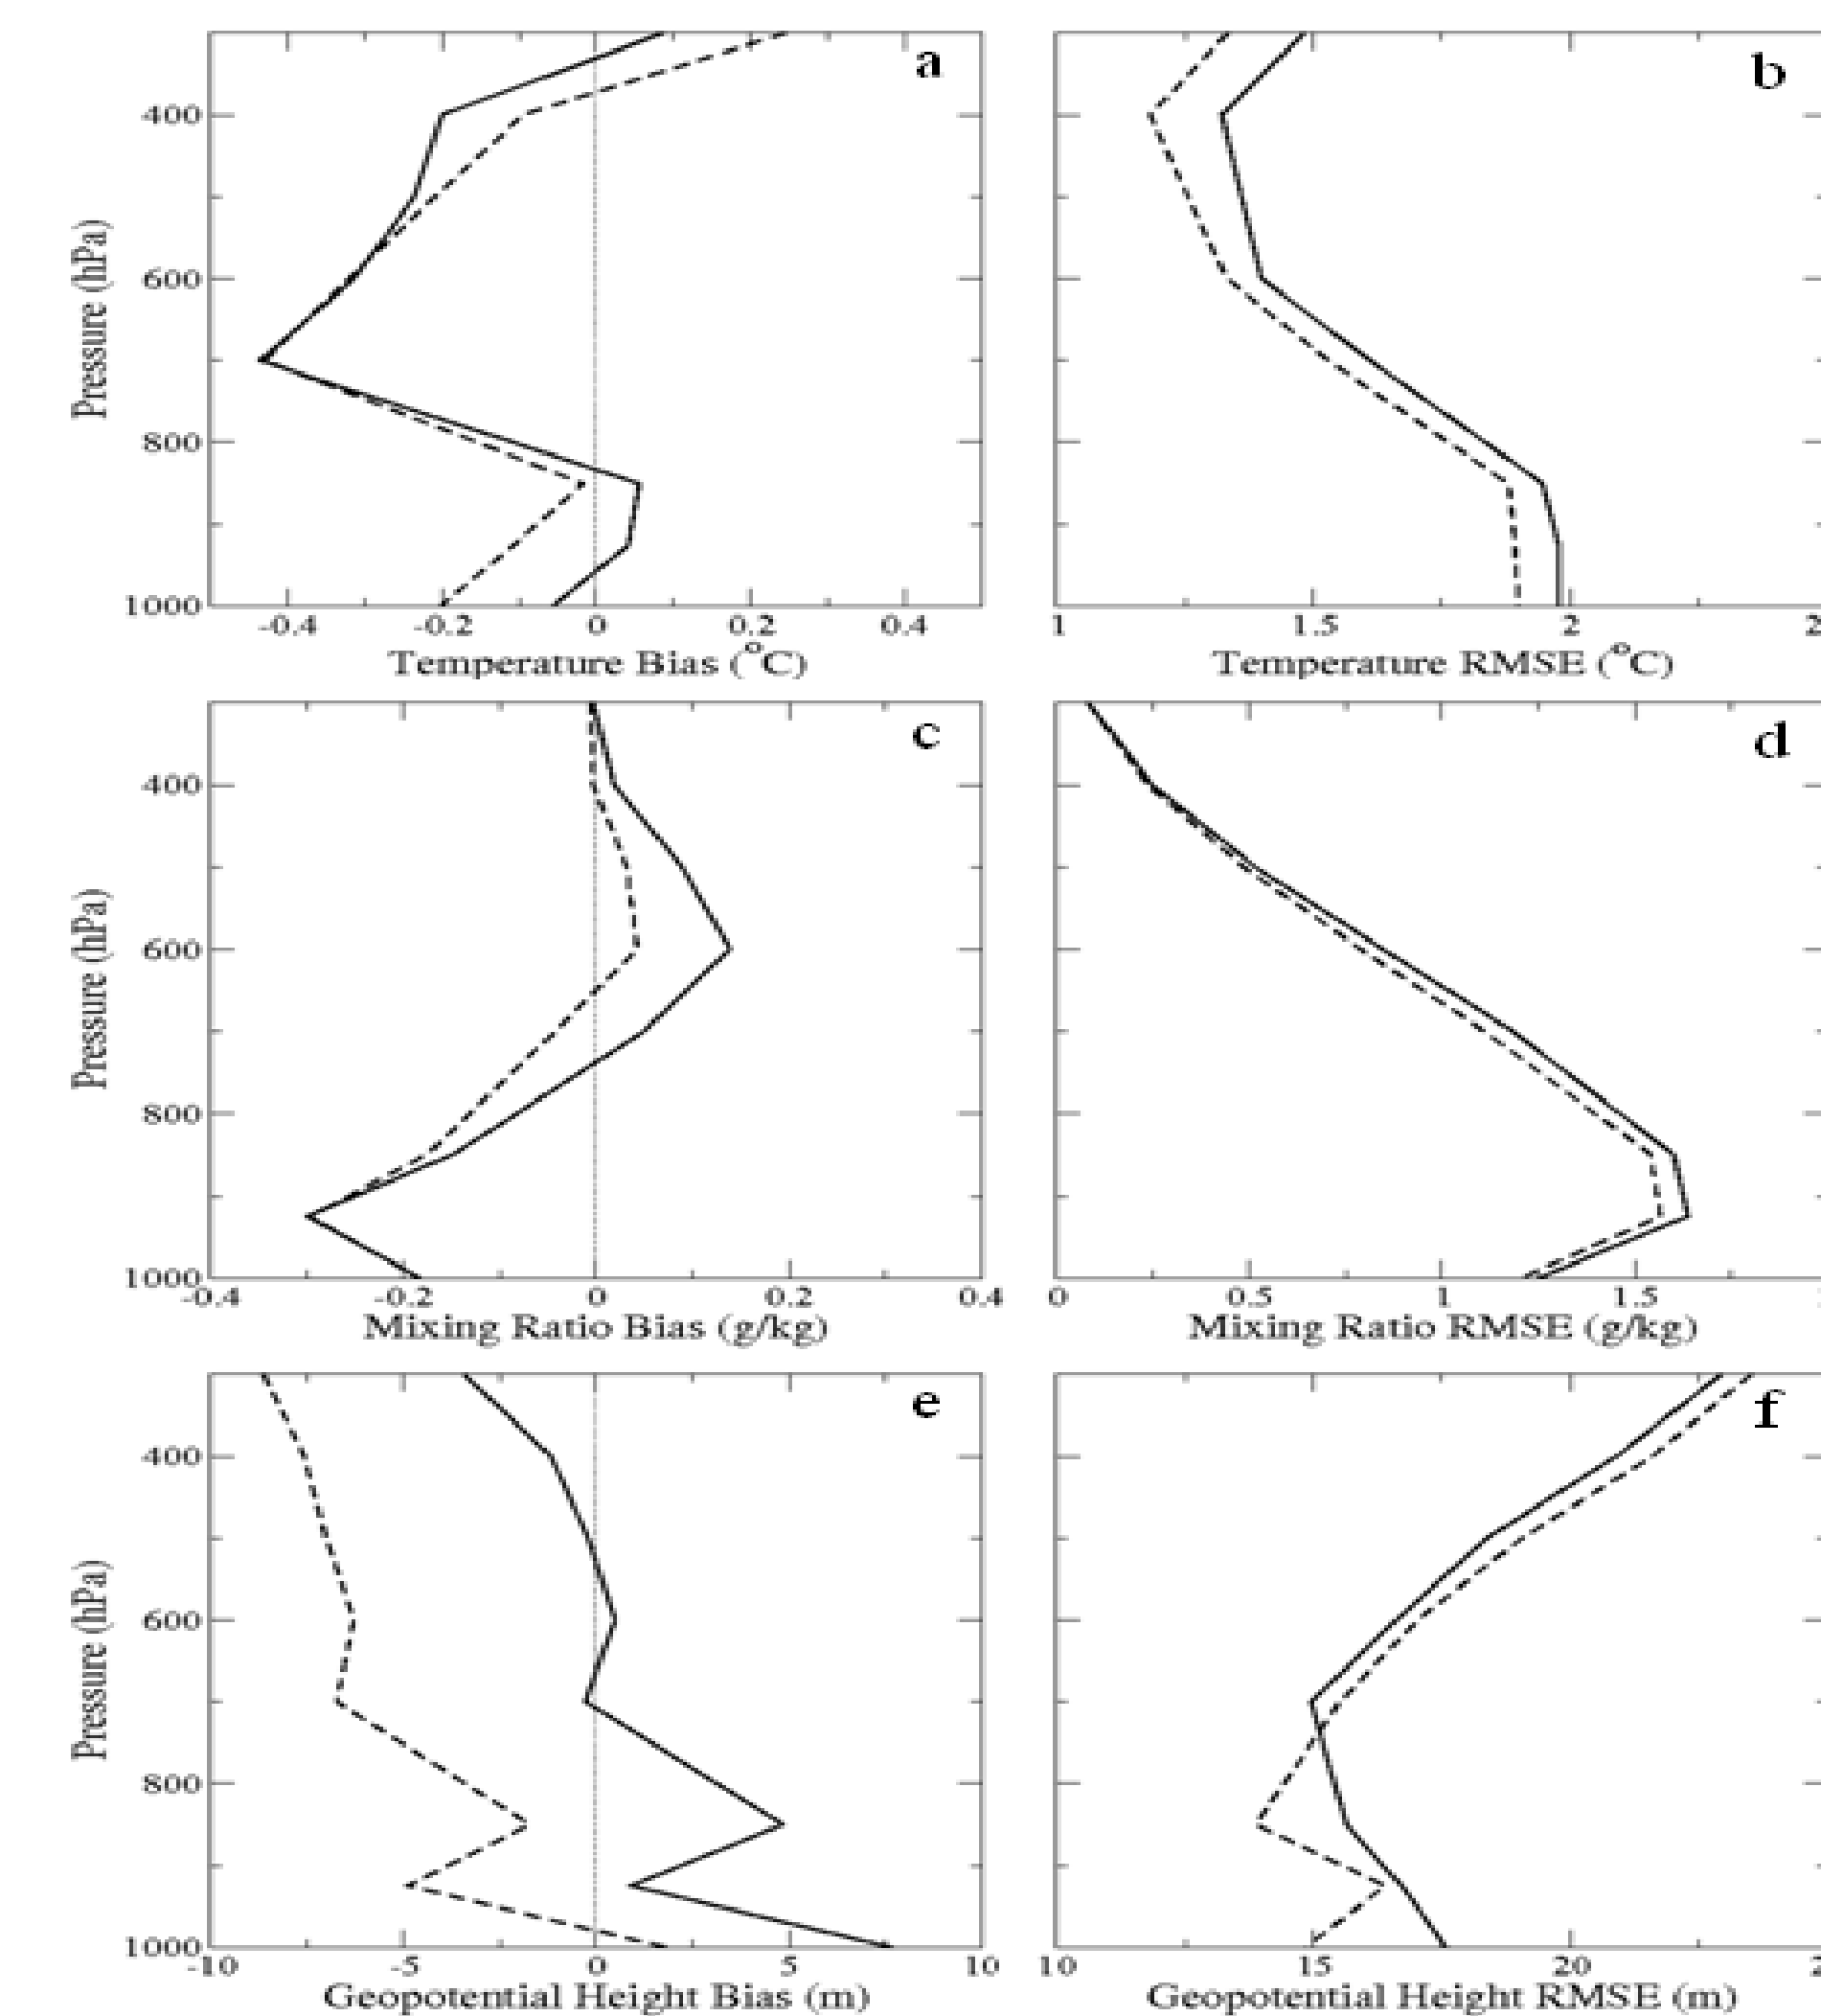 a
400
600
800
1000
Pressure (hPa)
-0.4 -0.2 0 0.2 0.4
Temperature Bias (°C)
b
1 1.5 2
Temperature RMSE (°C)
c
400
600
800
1000
Pressure (hPa)
-0.4 -0.2 0 0.2 0.4
Mixing Ratio Bias (g/kg)
d
0 0.5 1 1.5
Mixing Ratio RMSE (g/kg)
e
400
600
800
1000
Pressure (hPa)
-10 -5 0 5 10
Geopotential Height Bias (m)
f
10 15 20
Geopotential Height RMSE (m)